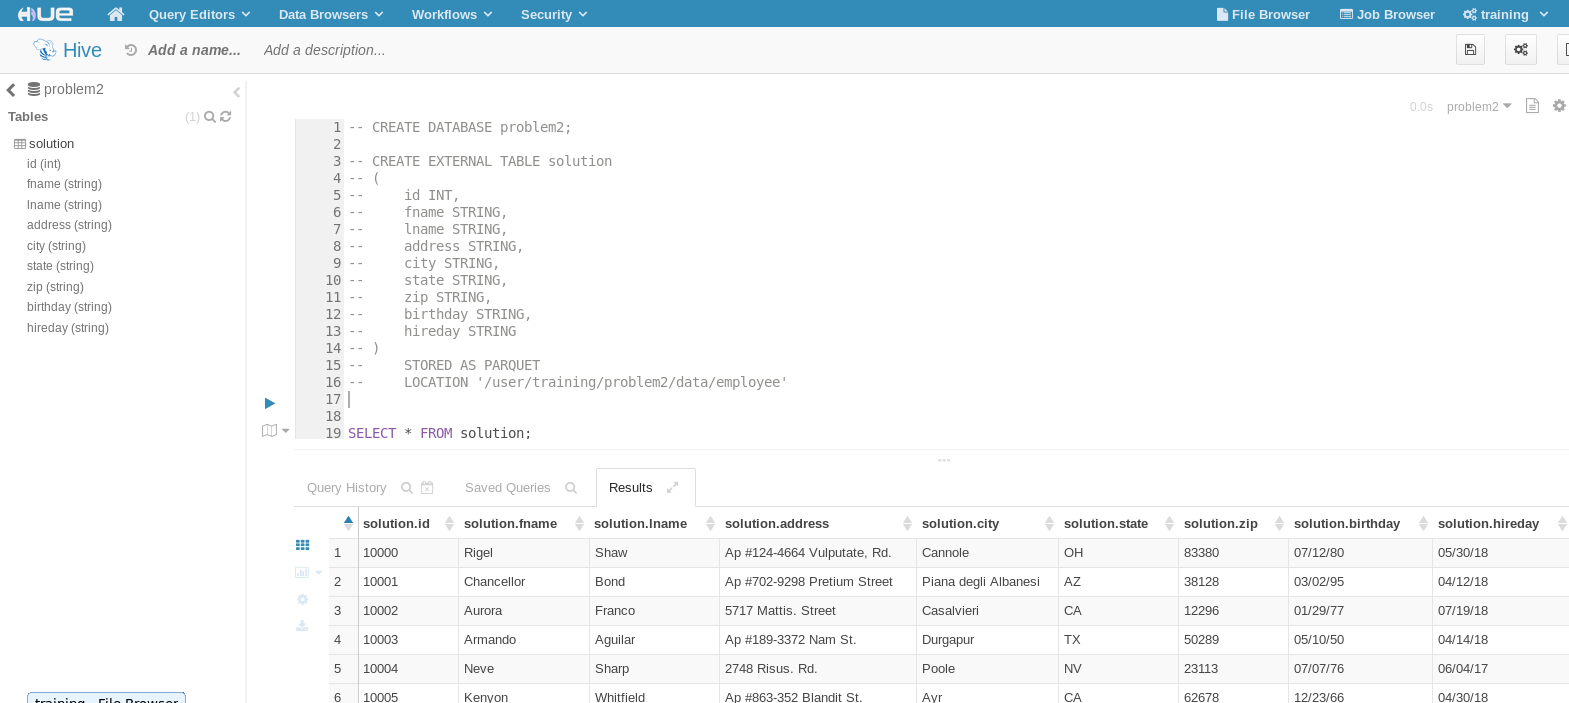 HUE Query Editors Data Browsers Workflows Security File Browser Job Browser training
Hive Add a name... Add a description...
problem2
0.0s problem2
Tables (1)
solution
id (int)
fname (string)
lname (string)
address (string)
city (string)
state (string)
zip (string)
birthday (string)
hireday (string)
1 -- CREATE DATABASE problem2;
2
3 -- CREATE EXTERNAL TABLE solution
4 -- (
5 --     id INT,
6 --     fname STRING,
7 --     lname STRING,
8 --     address STRING,
9 --     city STRING,
10 --     state STRING,
11 --     zip STRING,
12 --     birthday STRING,
13 --     hireday STRING
14 -- )
15 --     STORED AS PARQUET
16 --     LOCATION '/user/training/problem2/data/employee'
17
18
19 SELECT * FROM solution;
Query History Saved Queries Results
solution.id solution.fname solution.lname solution.address solution.city solution.state solution.zip solution.birthday solution.hireday
1 10000 Rigel Shaw Ap #124-4664 Vulputate, Rd. Cannole OH 83380 07/12/80 05/30/18
2 10001 Chancellor Bond Ap #702-9298 Pretium Street Piana degli Albanesi AZ 38128 03/02/95 04/12/18
3 10002 Aurora Franco 5717 Mattis. Street Casalvieri CA 12296 01/29/77 07/19/18
4 10003 Armando Aguilar Ap #189-3372 Nam St. Durgapur TX 50289 05/10/50 04/14/18
5 10004 Neve Sharp 2748 Risus. Rd. Poole NV 23113 07/07/76 06/04/17
6 10005 Kenyon Whitfield Ap #863-352 Blandit St. Ayr CA 62678 12/23/66 04/30/18
training - File Browser